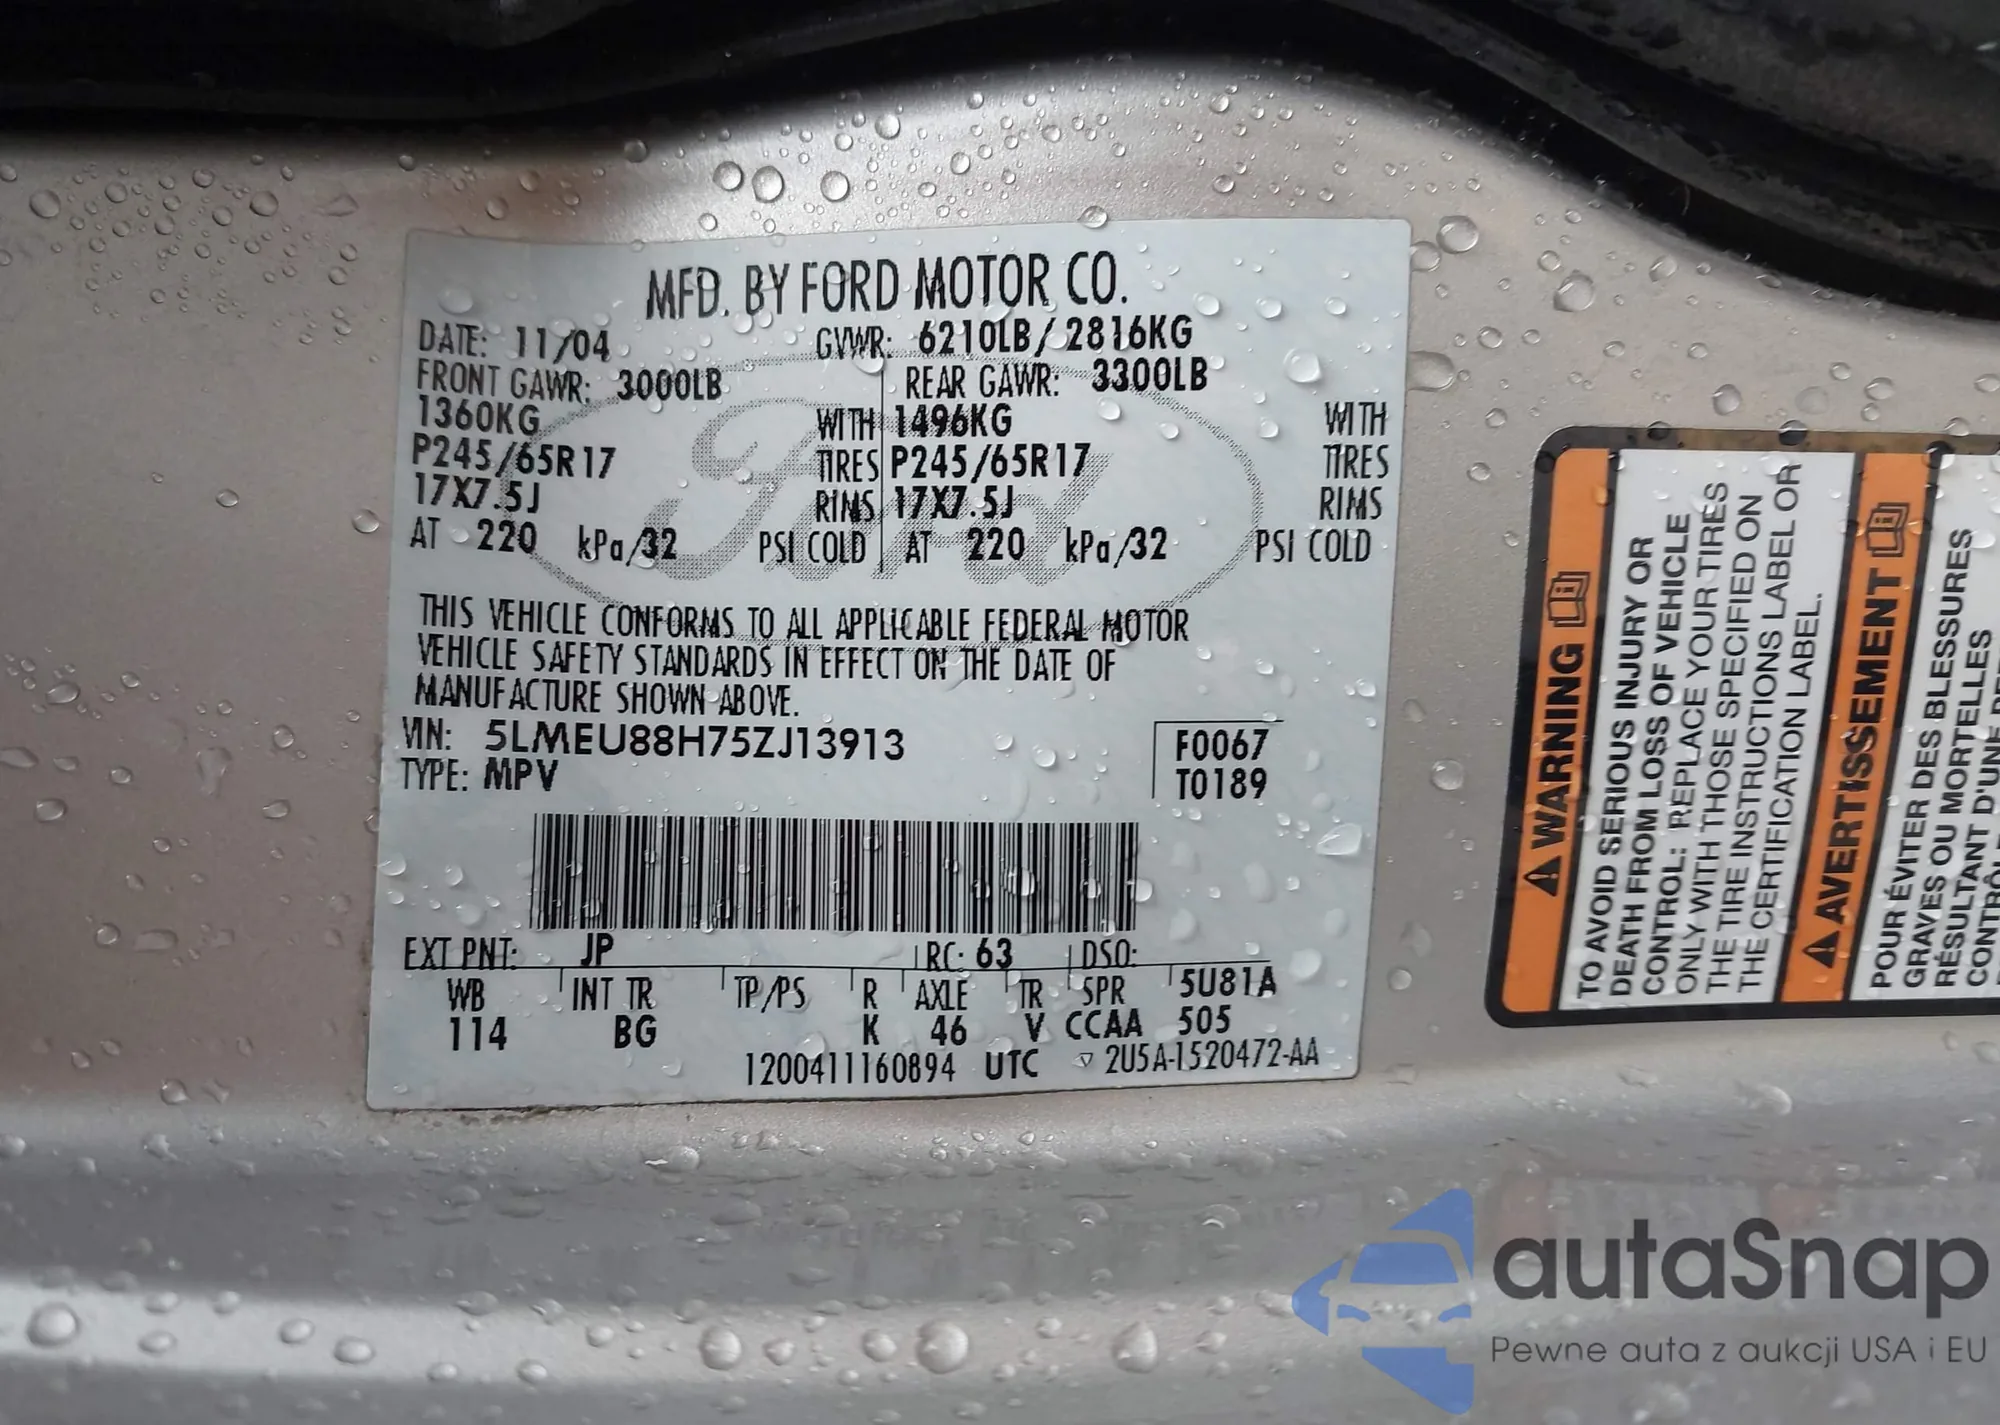 MFD. BY FORD MOTOR CO.
DATE: 11/04 GVWR: 6210LB/ 2816KG
FRONT GAWR: 3000LB REAR GAWR: 3300LB
1360KG WITH 1496KG WITH
P245/65R17 TIRES P245/65R17 TIRES
17X7.5J RIMS 17X7.5J RIMS
AT 220 kPa/32 PSI COLD AT 220 kPa/32 PSI COLD
Ford
THIS VEHICLE CONFORMS TO ALL APPLICABLE FEDERAL MOTOR
VEHICLE SAFETY STANDARDS IN EFFECT ON THE DATE OF
MANUFACTURE SHOWN ABOVE.
VIN: 5LMEU88H75ZJ13913 F0067
TYPE: MPV T0189
EXT PNT: JP RC: 63 DSO:
WB INT TR TP/PS R AXLE TR SPR 5U81A
114 BG K 46 V CCAA 505
1200411160894 UTC 2U5A-1520472-AA
WARNING
TO AVOID SERIOUS INJURY OR
DEATH FROM LOSS OF VEHICLE
CONTROL: REPLACE YOUR TIRES
ONLY WITH THOSE SPECIFIED ON
THE TIRE INSTRUCTIONS LABEL OR
THE CERTIFICATION LABEL.
AVERTISSEMENT
POUR ÉVITER DES BLESSURES
GRAVES OU MORTELLES
RÉSULTANT D'UNE
autaSnap
Pewne auta z aukcji USA i EU